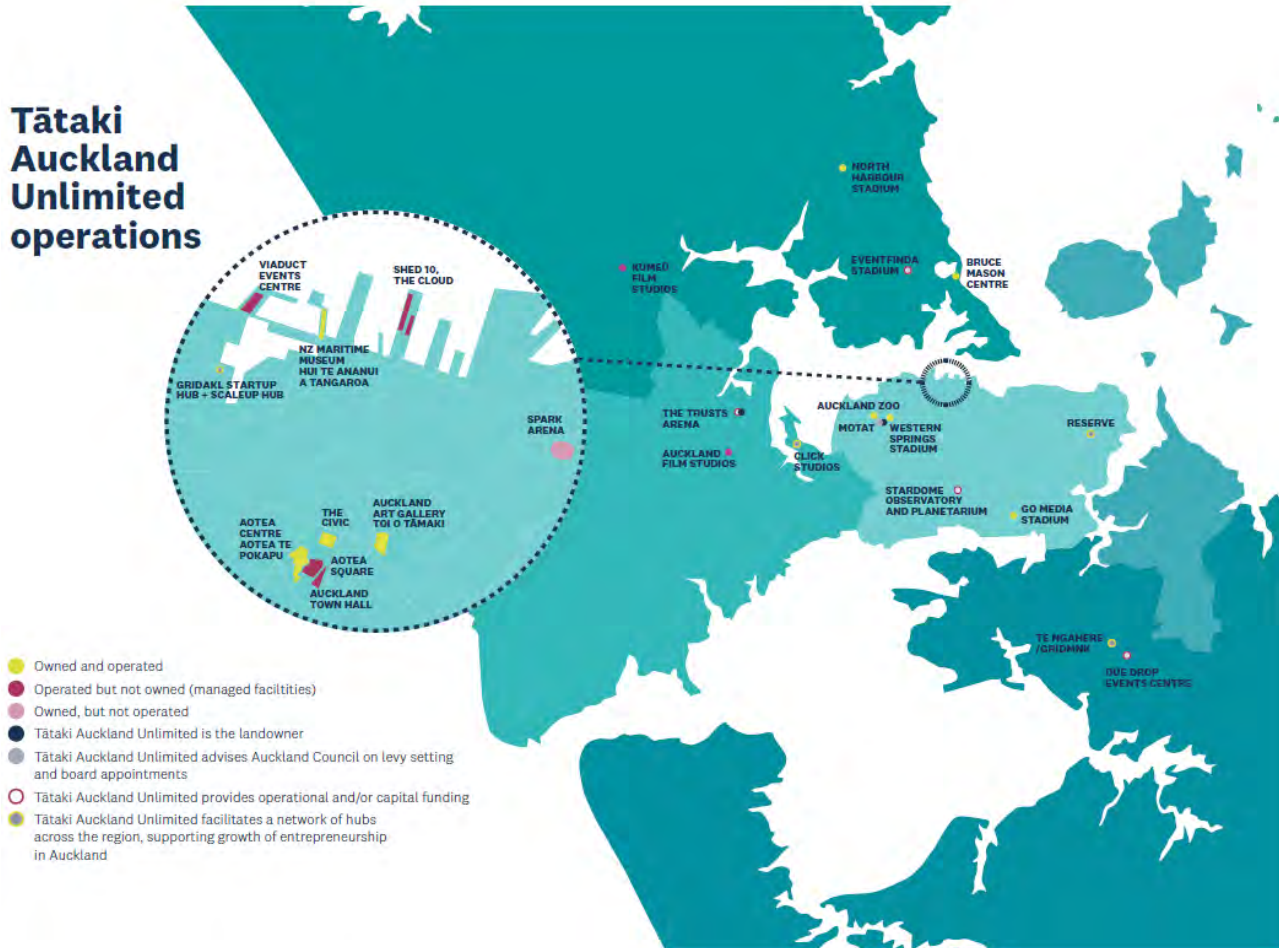 Tātaki
Auckland
Unlimited
operations
VIADUCT
EVENTS
CENTRE
SHED 10,
THE CLOUD
NZ MARITIME
MUSEUM
HUI TE ANANUI
A TANGAROA
GRIDAKL STARTUP
HUB + SCALEUP HUB
SPARK
ARENA
AUCKLAND
ART GALLERY
TOI O TĀMAKI
THE
CIVIC
AOTEA
CENTRE
AOTEA TE
POKAPU
AOTEA
SQUARE
AUCKLAND
TOWN HALL
NORTH
HARBOUR
STADIUM
EVENTFINDA
STADIUM
BRUCE
MASON
CENTRE
KUMEŪ
FILM
STUDIOS
THE TRUSTS
ARENA
AUCKLAND
FILM STUDIOS
CLICK
STUDIOS
AUCKLAND ZOO
MOTAT
WESTERN
SPRINGS
STADIUM
RESERVE
STARDOME
OBSERVATORY
AND PLANETARIUM
GO MEDIA
STADIUM
TE NGAHERE
/GRIDMNK
DUE DROP
EVENTS CENTRE
Owned and operated
Operated but not owned (managed faciltities)
Owned, but not operated
Tātaki Auckland Unlimited is the landowner
Tātaki Auckland Unlimited advises Auckland Council on levy setting
and board appointments
Tātaki Auckland Unlimited provides operational and/or capital funding
Tātaki Auckland Unlimited facilitates a network of hubs
across the region, supporting growth of entrepreneurship
in Auckland